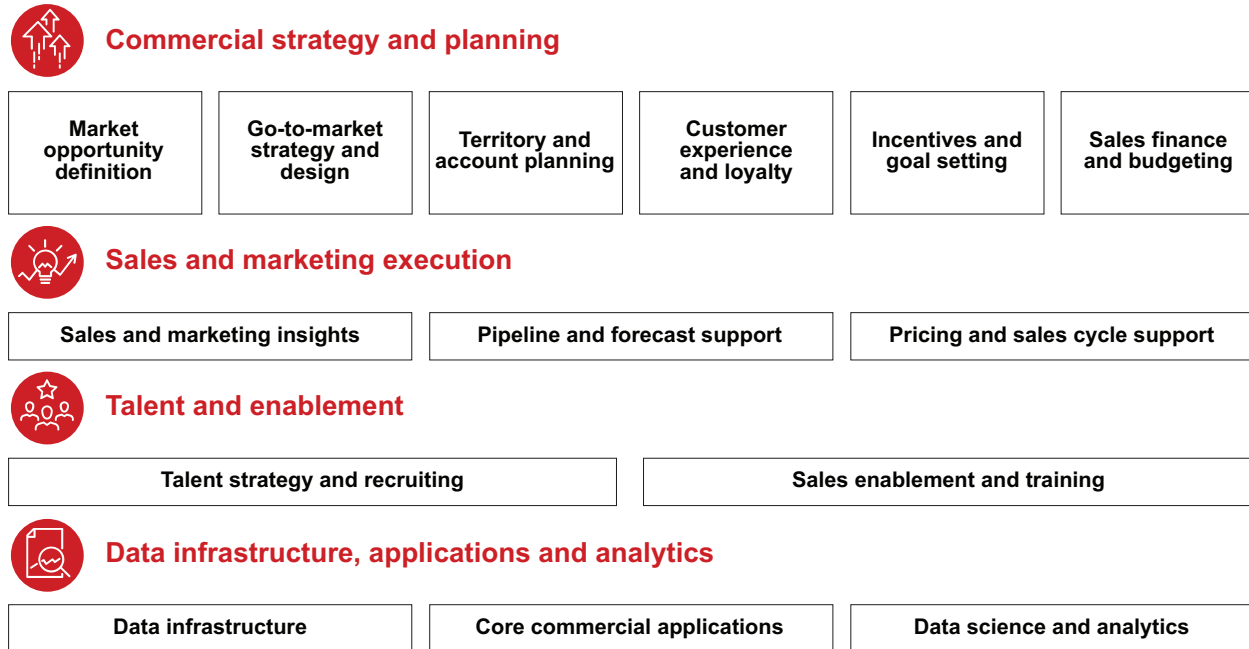 Commercial strategy and planning
Market
opportunity
definition
Go-to-market
strategy and
design
Territory and
account planning
Customer
experience
and loyalty
Incentives and
goal setting
Sales finance
and budgeting
Sales and marketing execution
Sales and marketing insights
Pipeline and forecast support
Pricing and sales cycle support
Talent and enablement
Talent strategy and recruiting
Sales enablement and training
Data infrastructure, applications and analytics
Data infrastructure
Core commercial applications
Data science and analytics